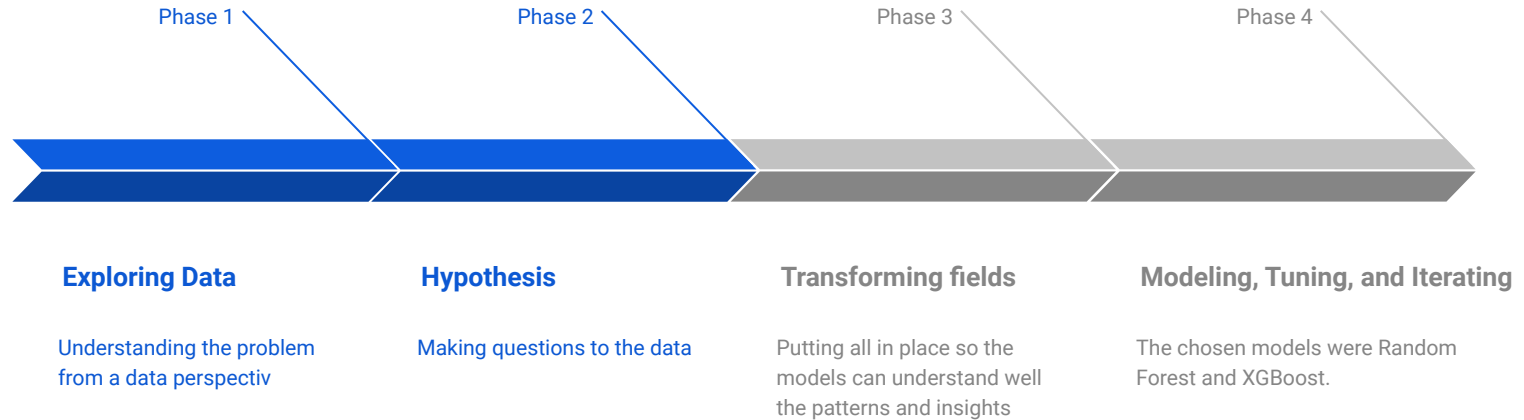 Phase 1
Phase 2
Phase 3
Phase 4
Exploring Data
Understanding the problem
from a data perspectiv
Hypothesis
Making questions to the data
Transforming fields
Putting all in place so the
models can understand well
the patterns and insights
Modeling, Tuning, and Iterating
The chosen models were Random
Forest and XGBoost.